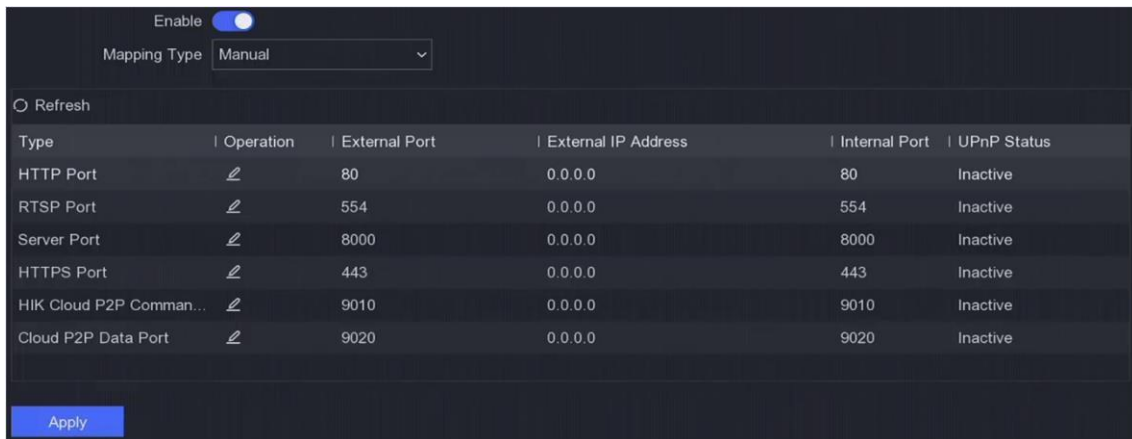 Enable
Mapping Type Manual
Refresh
Type Operation External Port External IP Address Internal Port UPnP Status
HTTP Port 80 0.0.0.0 80 Inactive
RTSP Port 554 0.0.0.0 554 Inactive
Server Port 8000 0.0.0.0 8000 Inactive
HTTPS Port 443 0.0.0.0 443 Inactive
HIK Cloud P2P Comman... 9010 0.0.0.0 9010 Inactive
Cloud P2P Data Port 9020 0.0.0.0 9020 Inactive
Apply